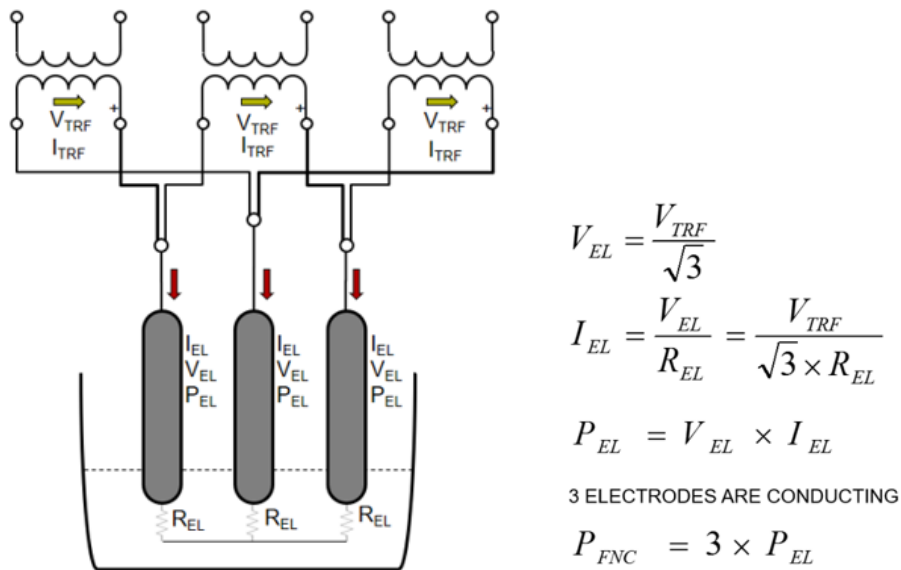 + + +
V_TRF V_TRF V_TRF
I_TRF I_TRF I_TRF
V_EL = V_TRF / √3
I_EL = V_EL / R_EL = V_TRF / √3 × R_EL
I_EL I_EL I_EL
V_EL V_EL V_EL
P_EL P_EL P_EL
P_EL = V_EL × I_EL
3 ELECTRODES ARE CONDUCTING
R_EL R_EL R_EL
P_FNC = 3 × P_EL